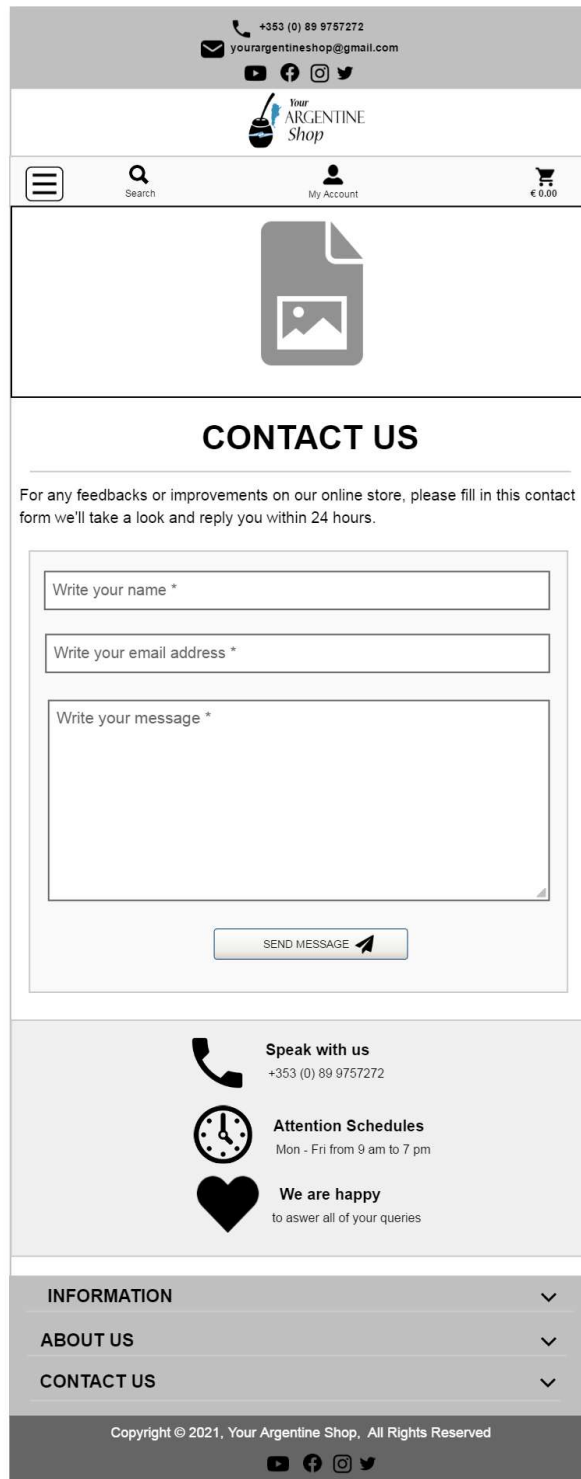 +353 (0) 89 9757272
yourargentineshop@gmail.com
Your
ARGENTINE
Shop
Search
My Account
€ 0.00
CONTACT US
For any feedbacks or improvements on our online store, please fill in this contact
form we'll take a look and reply you within 24 hours.
Write your name *
Write your email address *
Write your message *
SEND MESSAGE
Speak with us
+353 (0) 89 9757272
Attention Schedules
Mon - Fri from 9 am to 7 pm
We are happy
to aswer all of your queries
INFORMATION
ABOUT US
CONTACT US
Copyright © 2021, Your Argentine Shop, All Rights Reserved